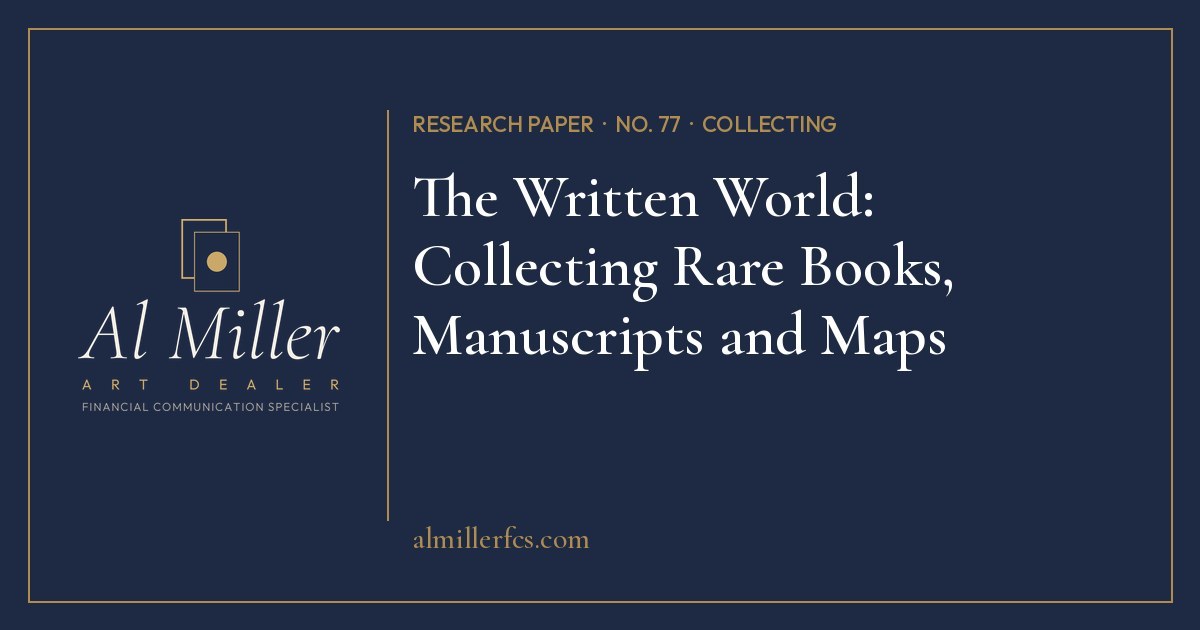 Al Miller
ART DEALER
FINANCIAL COMMUNICATION SPECIALIST
RESEARCH PAPER · NO. 77 · COLLECTING
The Written World:
Collecting Rare Books,
Manuscripts and Maps
almillerfcs.com